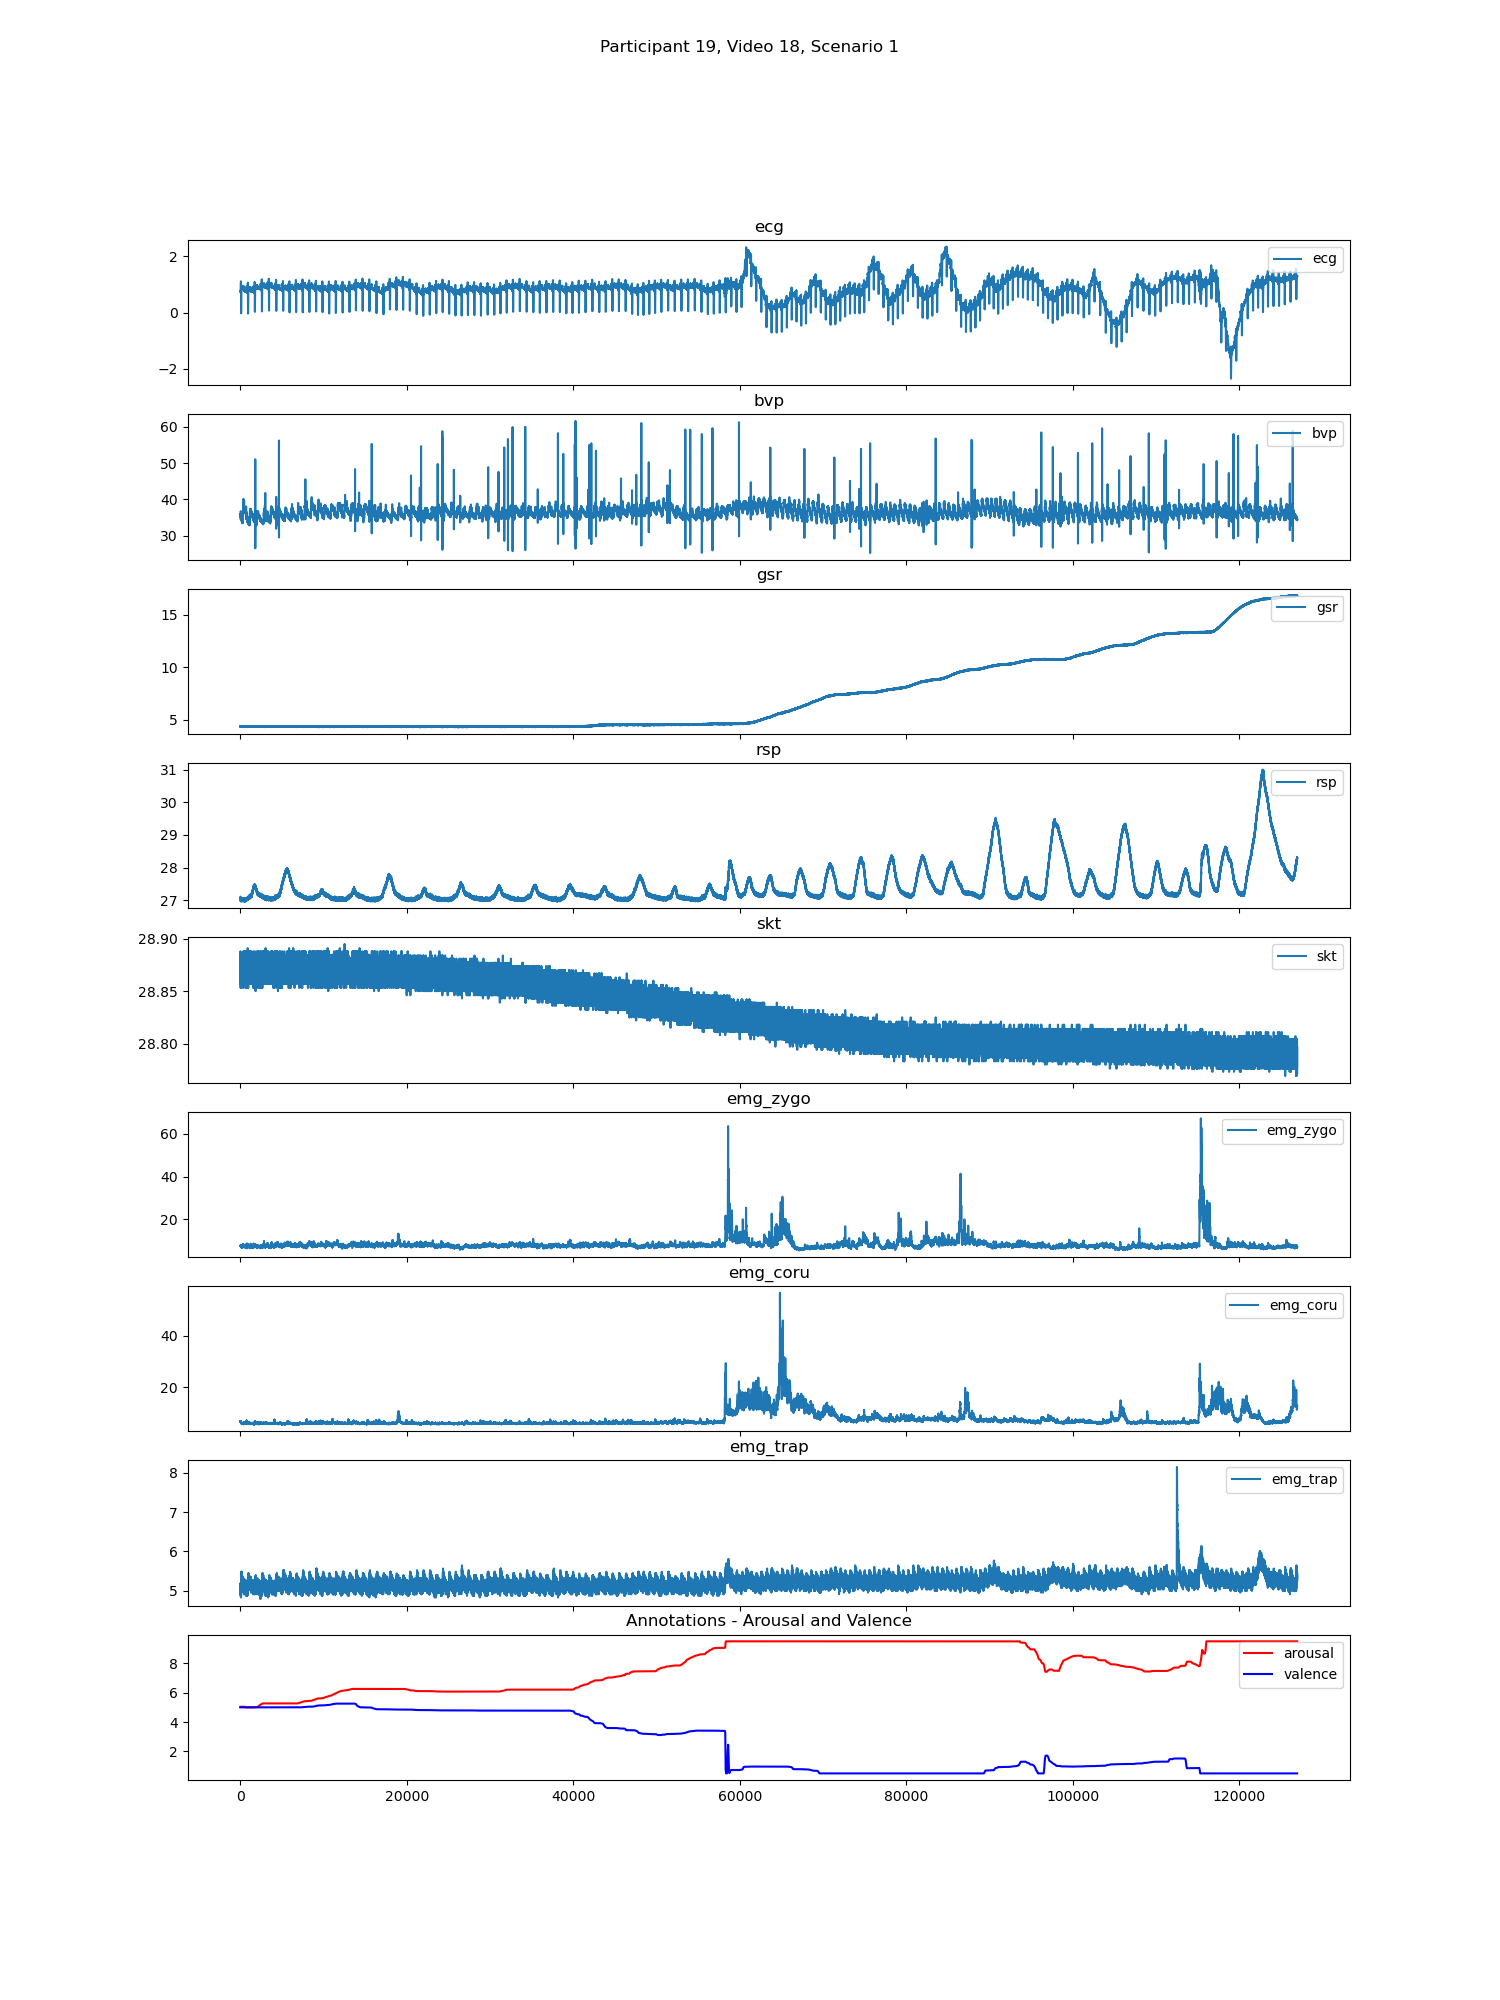 Participant 19, Video 18, Scenario 1
ecg
ecg
2
0
−2
bvp
bvp
60
50
40
30
gsr
gsr
15
10
5
rsp
rsp
31
30
29
28
27
skt
skt
28.90
28.85
28.80
emg_zygo
emg_zygo
60
40
20
emg_coru
emg_coru
40
20
emg_trap
emg_trap
8
7
6
5
Annotations - Arousal and Valence
arousal
valence
8
6
4
2
0 20000 40000 60000 80000 100000 120000